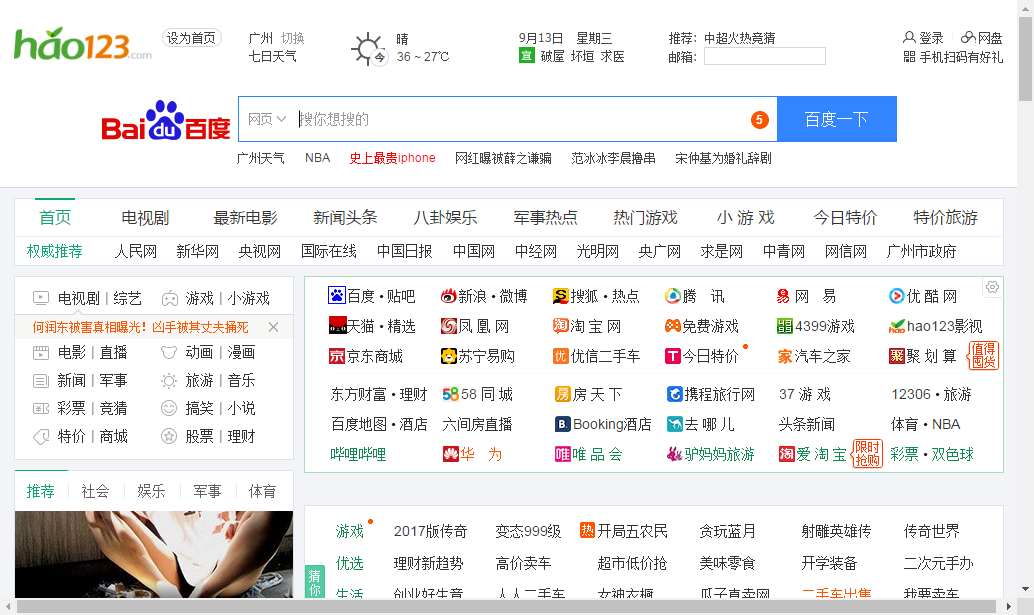 hao123.com 设为首页 广州 切换 晴 9月13日 星期三 推荐: 中超火热竞猜 登录 网盘
七日天气 今 36 ~ 27℃ 宜 破屋 坏垣 求医 邮箱: 手机扫码有好礼
Bai du 百度 网页 搜你想搜的 5 百度一下
广州天气 NBA 史上最贵iphone 网红曝被薛之谦骗 范冰冰李晨撸串 宋仲基为婚礼辞剧
首页 电视剧 最新电影 新闻头条 八卦娱乐 军事热点 热门游戏 小 游 戏 今日特价 特价旅游
权威推荐 人民网 新华网 央视网 国际在线 中国日报 中国网 中经网 光明网 央广网 求是网 中青网 网信网 广州市政府
电视剧 | 综艺 游戏 | 小游戏
何润东被害真相曝光! 凶手被其丈夫捅死
电影 | 直播 动画 | 漫画
新闻 | 军事 旅游 | 音乐
彩票 | 竞猜 搞笑 | 小说
特价 | 商城 股票 | 理财
百度 • 贴吧 新浪 • 微博 搜狐 • 热点 腾 讯 网 易 优 酷 网
天猫 • 精选 凤 凰 网 淘 宝 网 免费游戏 4399游戏 hao123影视
京东商城 苏宁易购 优信二手车 今日特价 汽车之家 聚 划 算 值得囤货
东方财富 • 理财 58 同 城 房 天 下 携程旅行网 37 游 戏 12306 • 旅游
百度地图 • 酒店 六间房直播 Booking酒店 去 哪 儿 头条新闻 体育 • NBA
哔哩哔哩 华 为 唯 品 会 驴妈妈旅游 爱 淘 宝 限时抢购 彩票 • 双色球
推荐 社会 娱乐 军事 体育
游戏 2017版传奇 变态999级 热 开局五农民 贪玩蓝月 射雕英雄传 传奇世界
优选 理财新趋势 高价卖车 超市低价抢 美味零食 开学装备 二次元手办
猜你
生活 创业好生意 人人二手车 女神衣橱 瓜子直卖网 二手车出售 我要卖车